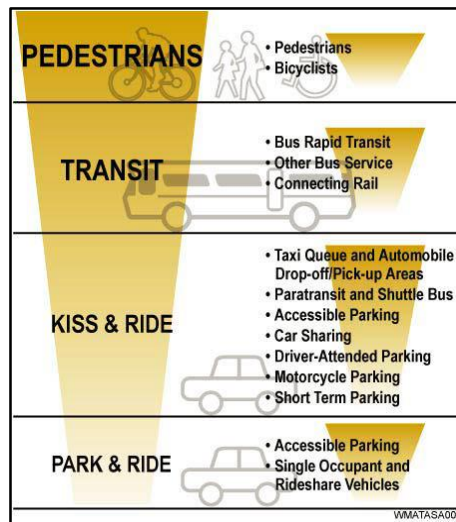 PEDESTRIANS
• Pedestrians
• Bicyclists
TRANSIT
• Bus Rapid Transit
• Other Bus Service
• Connecting Rail
KISS & RIDE
• Taxi Queue and Automobile
Drop-off/Pick-up Areas
• Paratransit and Shuttle Bus
• Accessible Parking
• Car Sharing
• Driver-Attended Parking
• Motorcycle Parking
• Short Term Parking
PARK & RIDE
• Accessible Parking
• Single Occupant and
Rideshare Vehicles
WMATASA00